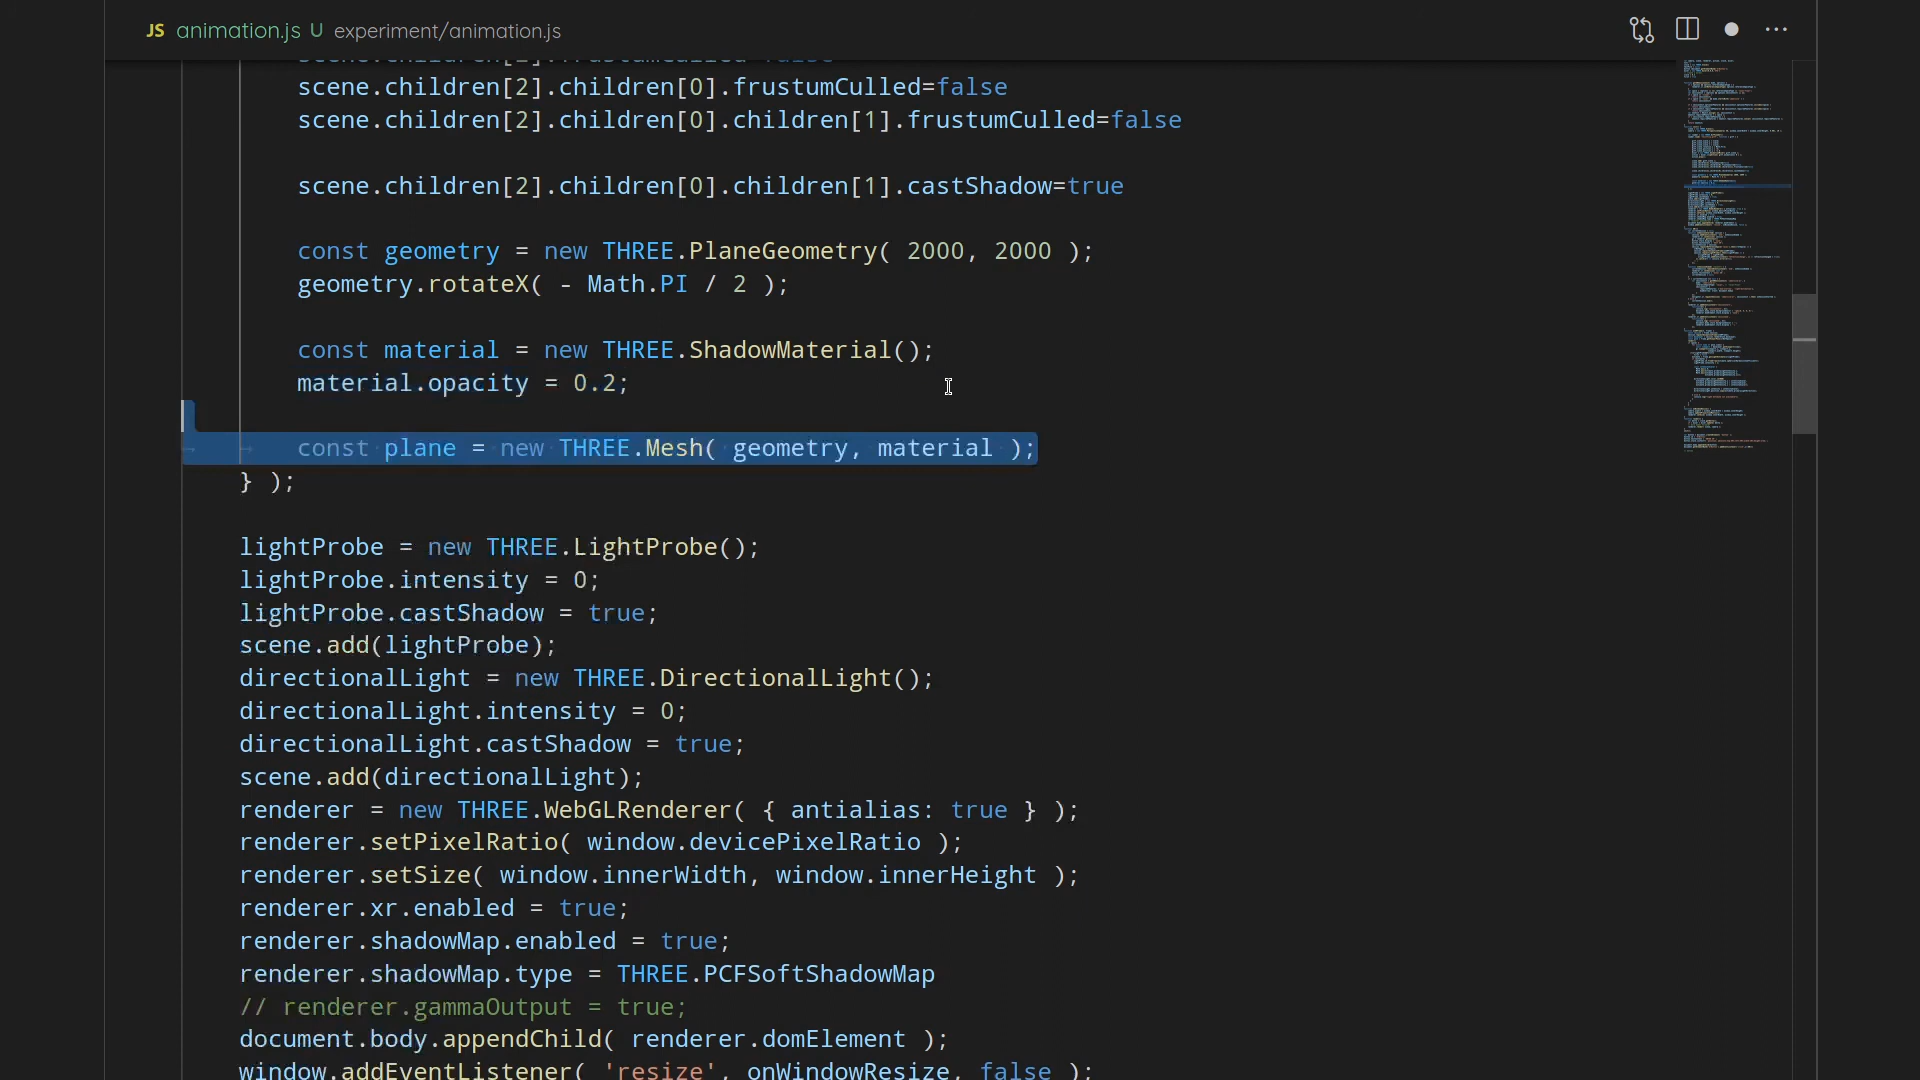 JS animation.js U experiment/animation.js
scene.children[2].frustumCulled=false
scene.children[2].children[0].frustumCulled=false
scene.children[2].children[0].children[1].frustumCulled=false
scene.children[2].children[0].children[1].castShadow=true
const geometry = new THREE.PlaneGeometry( 2000, 2000 );
geometry.rotateX( - Math.PI / 2 );
const material = new THREE.ShadowMaterial();
material.opacity = 0.2;
const plane = new THREE.Mesh( geometry, material );
} );
lightProbe = new THREE.LightProbe();
lightProbe.intensity = 0;
lightProbe.castShadow = true;
scene.add(lightProbe);
directionalLight = new THREE.DirectionalLight();
directionalLight.intensity = 0;
directionalLight.castShadow = true;
scene.add(directionalLight);
renderer = new THREE.WebGLRenderer( { antialias: true } );
renderer.setPixelRatio( window.devicePixelRatio );
renderer.setSize( window.innerWidth, window.innerHeight );
renderer.xr.enabled = true;
renderer.shadowMap.enabled = true;
renderer.shadowMap.type = THREE.PCFSoftShadowMap
// renderer.gammaOutput = true;
document.body.appendChild( renderer.domElement );
window.addEventListener( 'resize', onWindowResize, false );